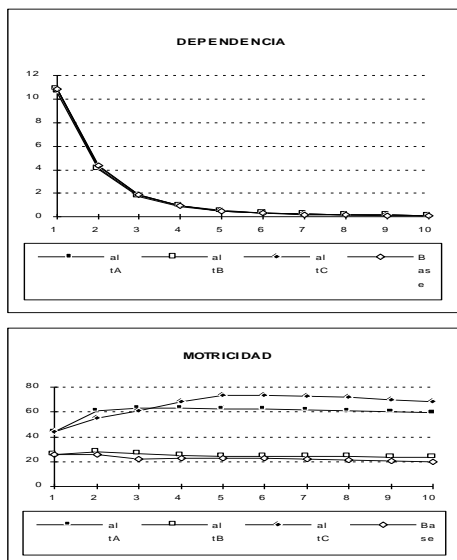 DEPENDENCIA
12
10
8
6
4
2
0
1 2 3 4 5 6 7 8 9 10
al al al B
tA tB tC as
e
MOTRICIDAD
80
60
40
20
0
1 2 3 4 5 6 7 8 9 10
al al al Ba
tA tB tC se